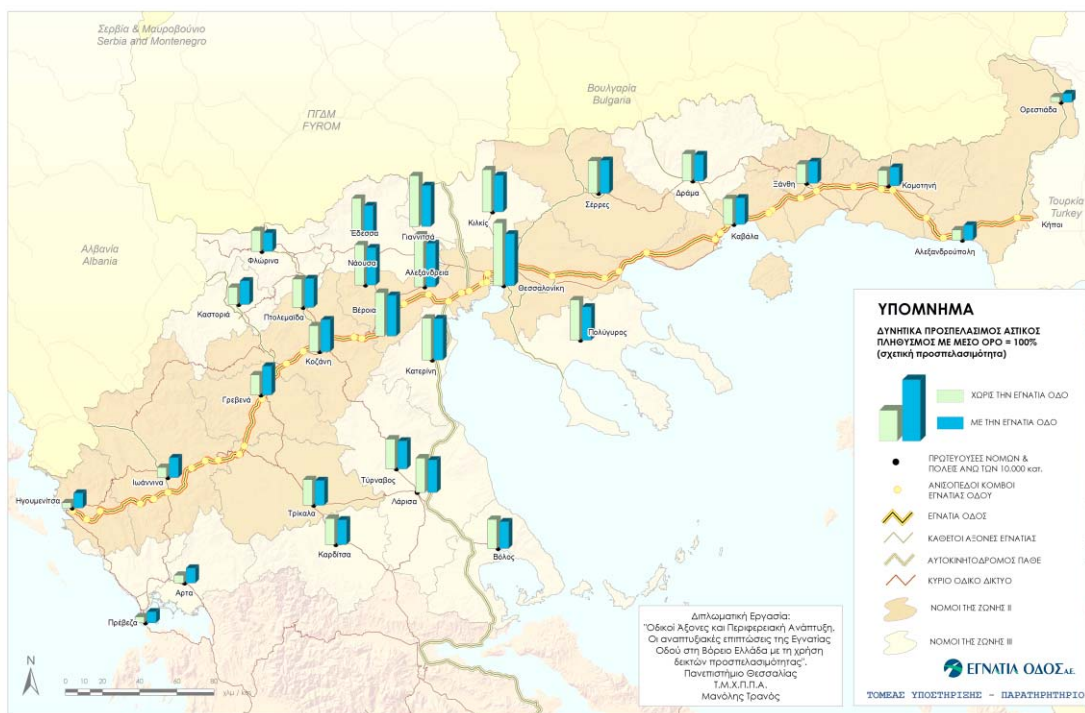 Σερβία & Μαυροβούνιο
Serbia and Montenegro
ΠΓΔΜ
FYROM
Βουλγαρία
Bulgaria
Αλβανία
Albania
Τουρκία
Turkey
Ορεστιάδα
Δράμα
Ξάνθη
Κομοτηνή
Κιλκίς
Σέρρες
Καβάλα
Κήποι
Αλεξανδρούπολη
Έδεσσα
Γιαννιτσά
Φλώρινα
Νάουσα
Αλεξανδρεια
Θεσσαλονίκη
Καστοριά
Πτολεμαΐδα
Βέροια
Πολύγυρος
Κοζάνη
Κατερίνη
Γρεβενά
Ιωάννινα
Τύρναβος
Ηγουμενίτσα
Λάρισα
Τρίκαλα
Καρδίτσα
Βόλος
Αρτα
Πρέβεζα
ΥΠΟΜΝΗΜΑ
ΔΥΝΗΤΙΚΑ ΠΡΟΣΠΕΛΑΣΙΜΟΣ ΑΣΤΙΚΟΣ
ΠΛΗΘΥΣΜΟΣ ΜΕ ΜΕΣΟ ΟΡΟ = 100%
(σχετική προσπελασιμότητα)
ΧΩΡΙΣ ΤΗΝ ΕΓΝΑΤΙΑ ΟΔΟ
ΜΕ ΤΗΝ ΕΓΝΑΤΙΑ ΟΔΟ
ΠΡΩΤΕΥΟΥΣΕΣ ΝΟΜΩΝ &
ΠΟΛΕΙΣ ΑΝΩ ΤΩΝ 10.000 κατ.
ΑΝΙΣΟΠΕΔΟΙ ΚΟΜΒΟΙ
ΕΓΝΑΤΙΑΣ ΟΔΟΥ
ΕΓΝΑΤΙΑ ΟΔΟΣ
ΚΑΘΕΤΟΙ ΑΞΟΝΕΣ ΕΓΝΑΤΙΑΣ
ΑΥΤΟΚΙΝΗΤΟΔΡΟΜΟΣ ΠΑΘΕ
ΚΥΡΙΟ ΟΔΙΚΟ ΔΙΚΤΥΟ
ΝΟΜΟΙ ΤΗΣ ΖΩΝΗΣ ΙΙ
ΝΟΜΟΙ ΤΗΣ ΖΩΝΗΣ ΙΙΙ
ΕΓΝΑΤΙΑ ΟΔΟΣ Α.Ε.
ΤΟΜΕΑΣ ΥΠΟΣΤΗΡΙΞΗΣ - ΠΑΡΑΤΗΡΗΤΗΡΙΟ
Διπλωματική Εργασία:
"Οδικοί Άξονες και Περιφερειακή Ανάπτυξη,
Οι αναπτυξιακές επιπτώσεις της Εγνατίας
Οδού στη Βόρειο Ελλάδα με τη χρήση
δεικτών προσπελασιμότητας".
Πανεπιστήμιο Θεσσαλίας
Τ.Μ.Χ.Π.Π.Α.
Μανόλης Τρανός
N
0 20 40 60 80
χλμ / km